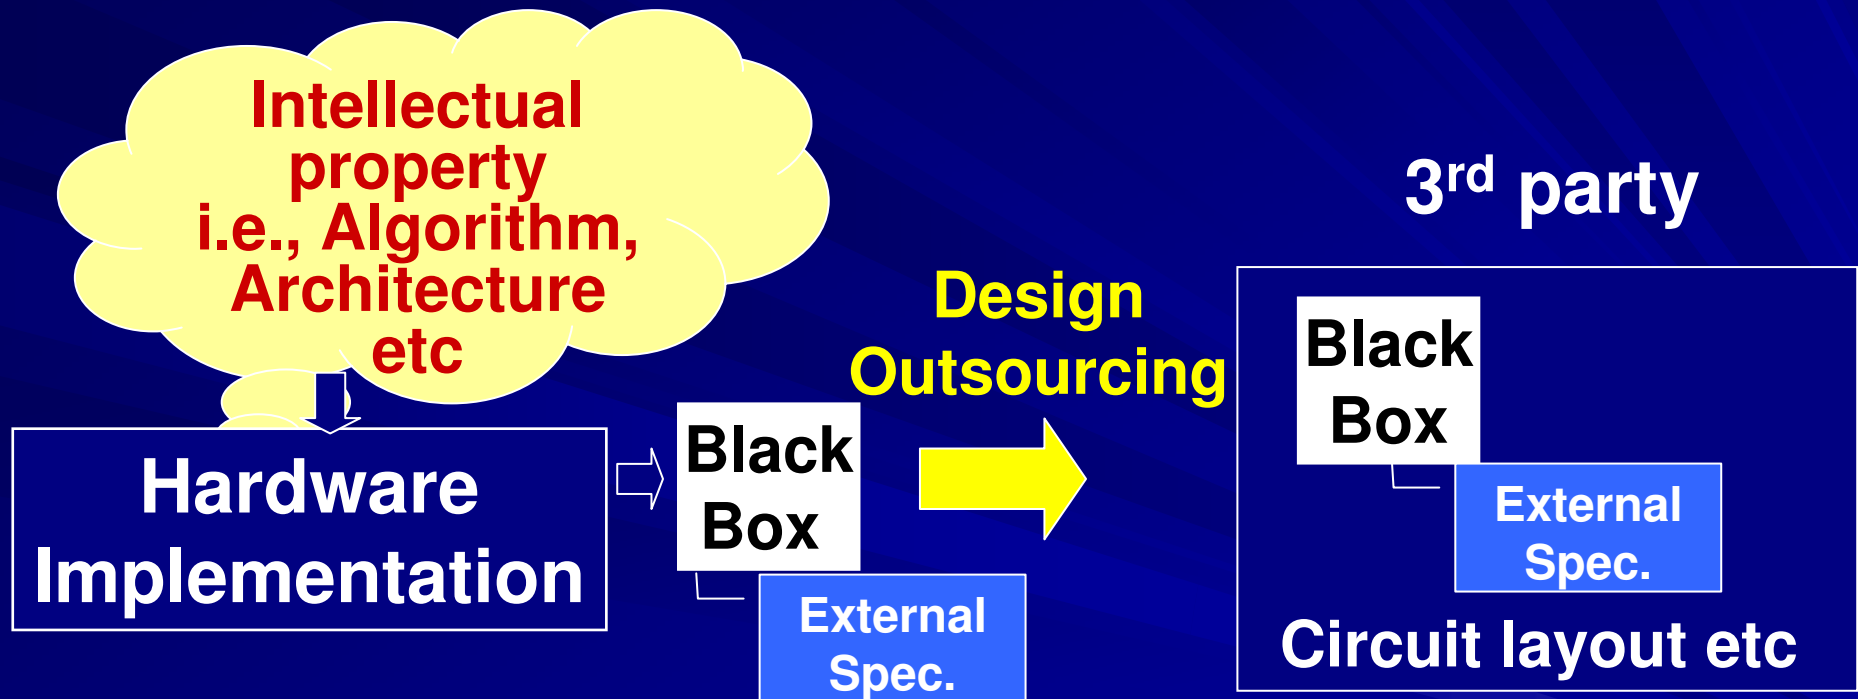 Intellectual
property
i.e., Algorithm,
Architecture
etc
Hardware
Implementation
Black
Box
External
Spec.
Design
Outsourcing
3rd party
Black
Box
External
Spec.
Circuit layout etc